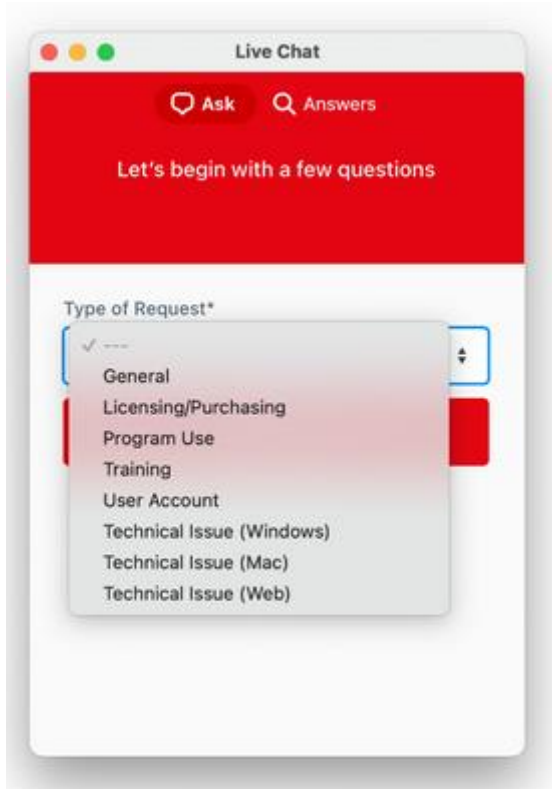 Live Chat
Ask Answers
Let's begin with a few questions
Type of Request*
---
General
Licensing/Purchasing
Program Use
Training
User Account
Technical Issue (Windows)
Technical Issue (Mac)
Technical Issue (Web)